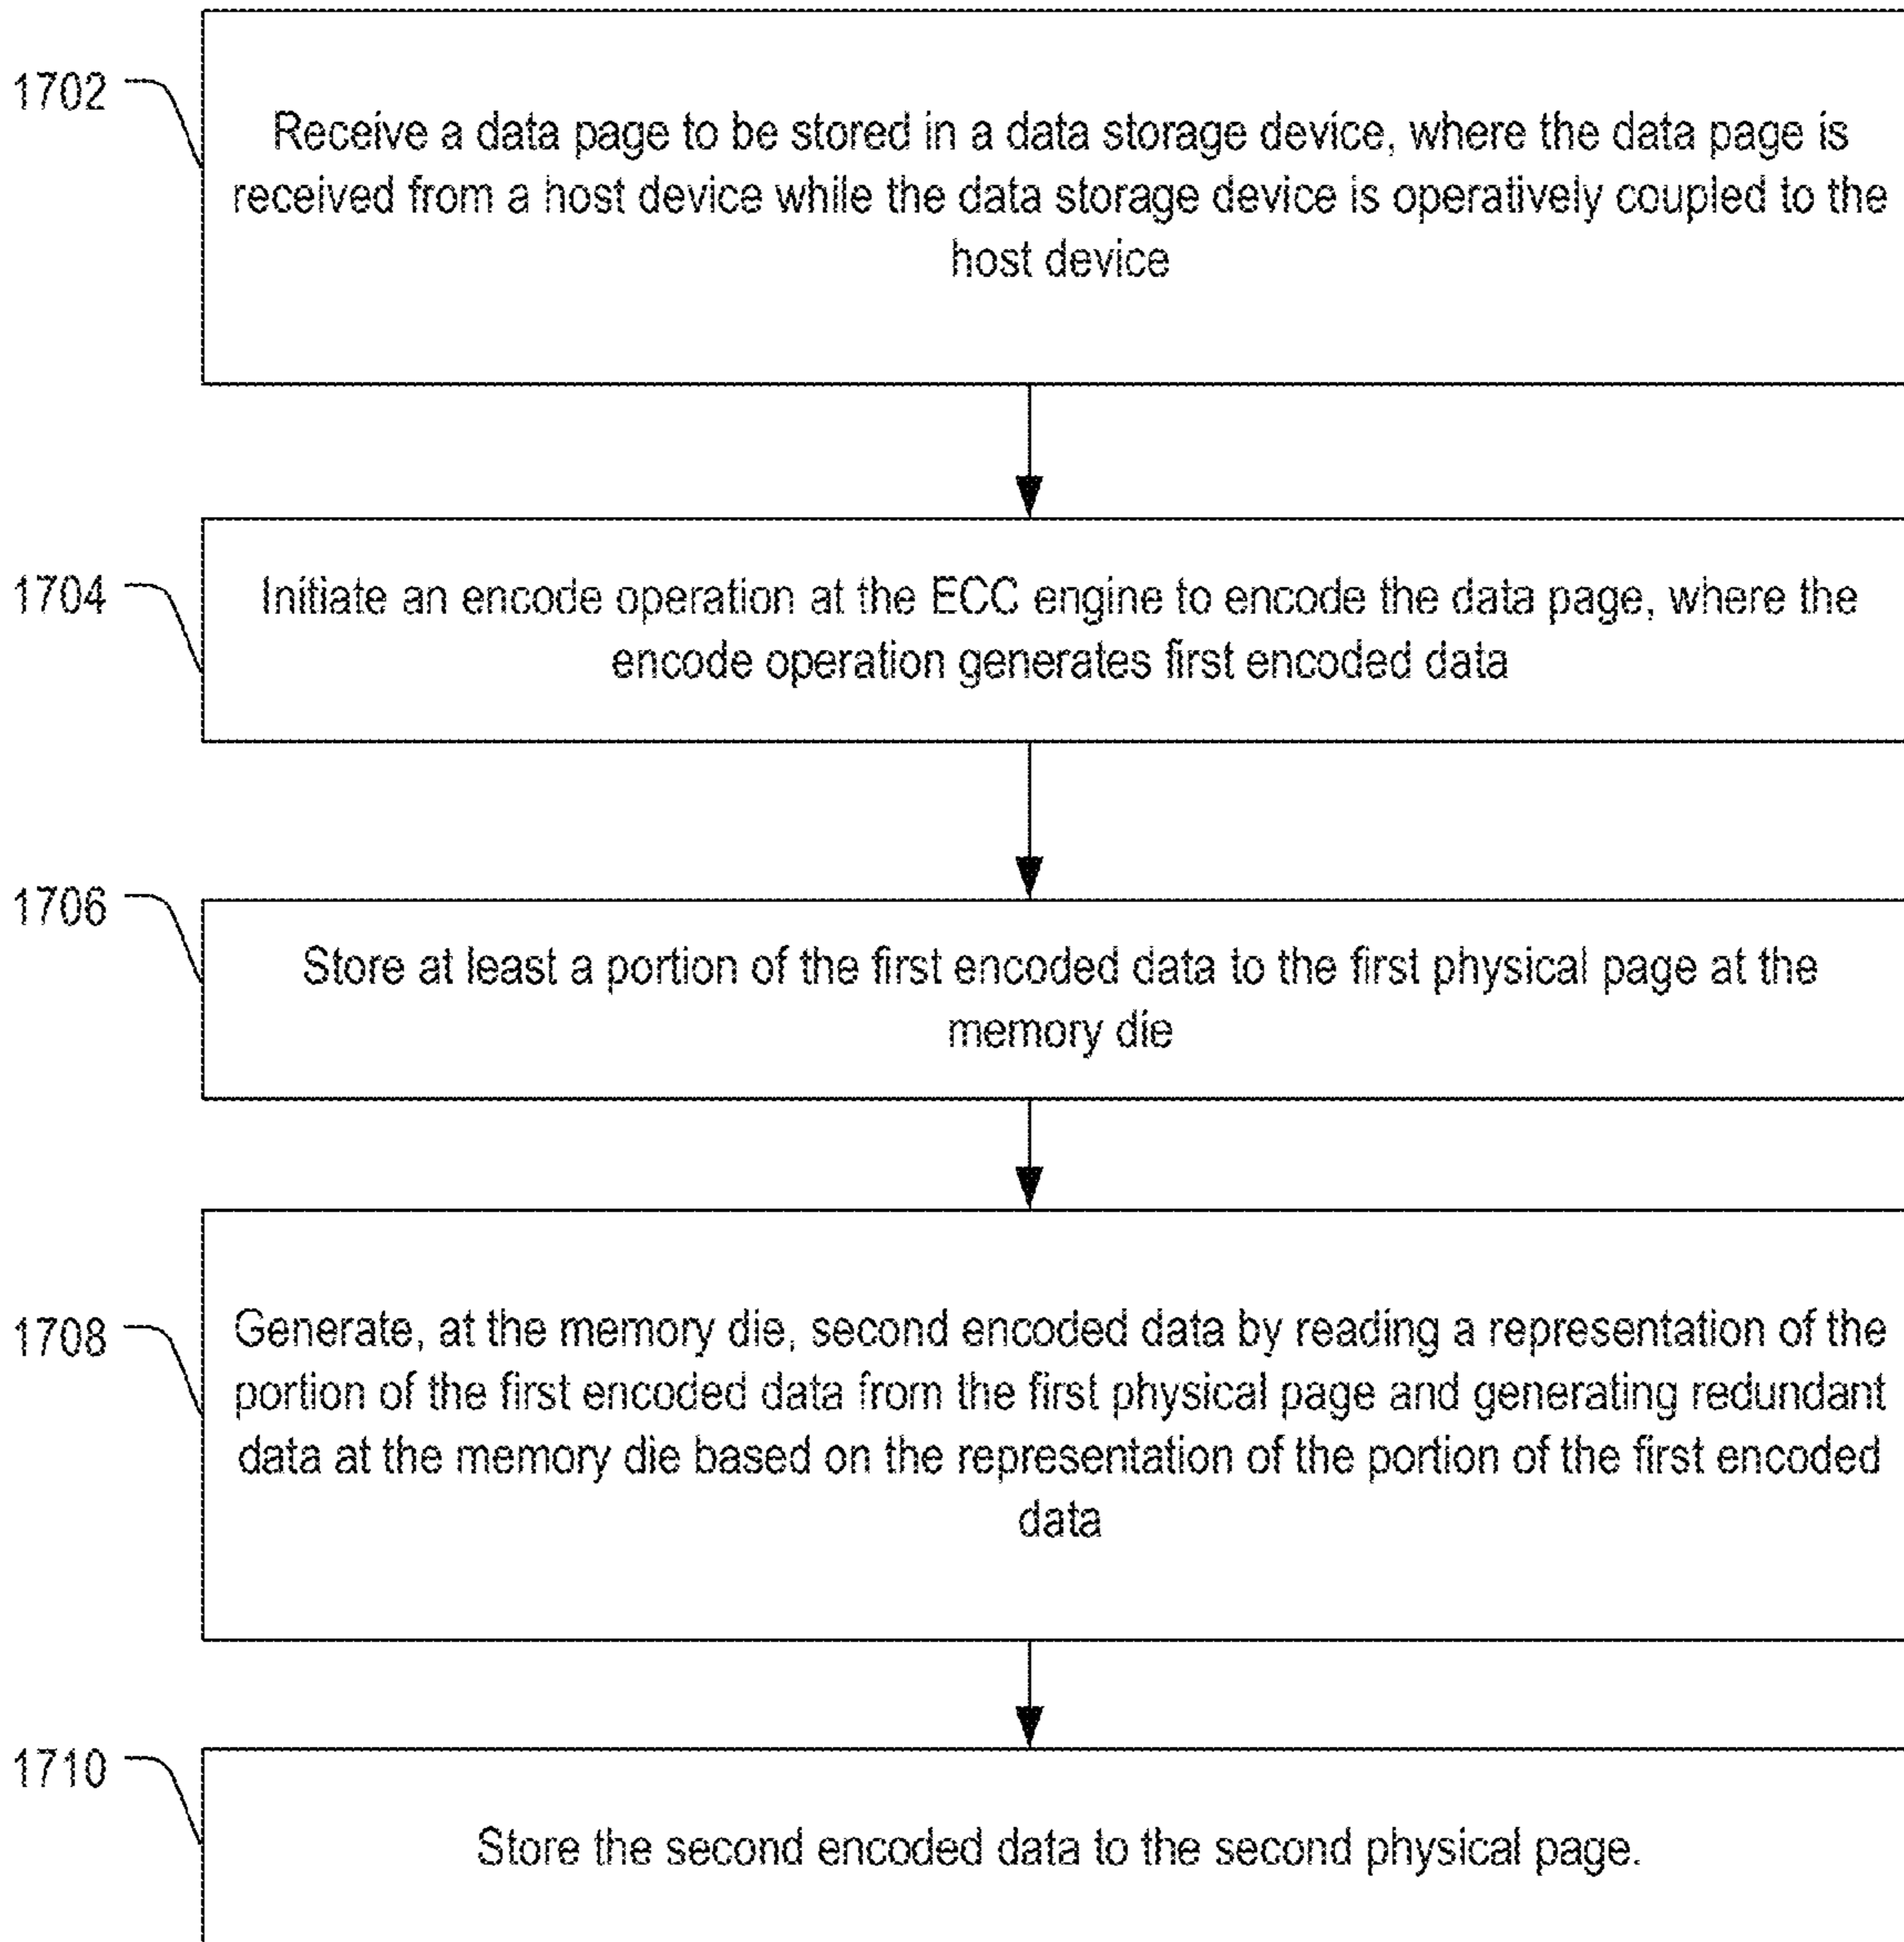 1702
Receive a data page to be stored in a data storage device, where the data page is
received from a host device while the data storage device is operatively coupled to the
host device
1704
Initiate an encode operation at the ECC engine to encode the data page, where the
encode operation generates first encoded data
1706
Store at least a portion of the first encoded data to the first physical page at the
memory die
1708
Generate, at the memory die, second encoded data by reading a representation of the
portion of the first encoded data from the first physical page and generating redundant
data at the memory die based on the representation of the portion of the first encoded
data
1710
Store the second encoded data to the second physical page.